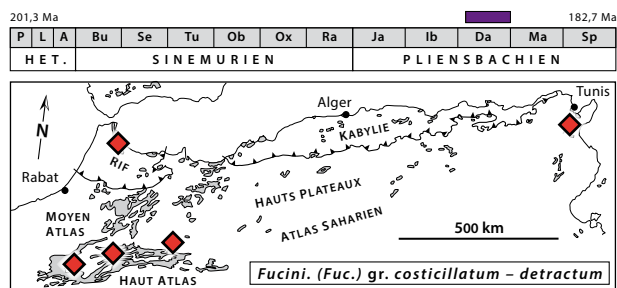 201,3 Ma 182,7 Ma
P L A Bu Se Tu Ob Ox Ra Ja Ib Da Ma Sp
HET. SINEMURIEN PLIENSBACHIEN
Tunis
Alger
N
KABYLIE
RIF
Rabat
HAUTS PLATEAUX
MOYEN
ATLAS
ATLAS SAHARIEN
500 km
HAUT ATLAS
Fucini. (Fuc.) gr. costicillatum – detractum